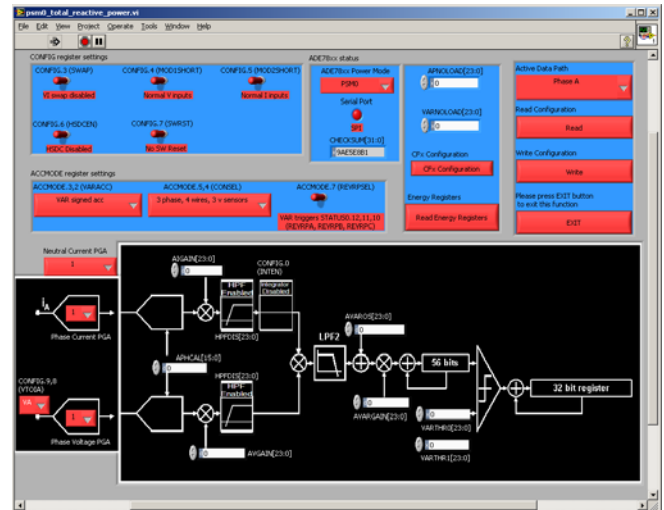 psm0_total_reactive_power.vi
File Edit View Project Operate Tools Window Help
CONFIG register settings
CONFIG.3 (SWAP)
CONFIG.4 (MOD1SHORT)
CONFIG.5 (MOD2SHORT)
VI swap disabled
Normal V inputs
Normal I inputs
CONFIG.6 (HSDCEN)
CONFIG.7 (SWRST)
HSDC Disabled
No SW Reset
ADE78xx status
ADE78xx Power Mode
PSM0
Serial Port
SPI
CHECKSUM[31:0]
9AE5E8B1
APNOLOAD[23:0]
0
VARNOLOAD[23:0]
0
CFx Configuration
CFx Configuration
Energy Registers
Read Energy Registers
Active Data Path
Phase A
Read Configuration
Read
Write Configuration
Write
Please press EXIT button
to exit this function
EXIT
ACCMODE register settings
ACCMODE.3,2 (VARACC)
ACCMODE.5,4 (CONSEL)
ACCMODE.7 (REVRPSEL)
VAR signed acc
3 phase, 4 wires, 3 v sensors
VAR triggers STATUS0.12,11,10
(REVRPA, REVRPB, REVRPC)
Neutral Current PGA
1
iA
1
Phase Current PGA
CONFIG.9,8
(VTOIA)
VA
1
Phase Voltage PGA
AIGAIN[23:0]
0
HPF
Enabled
HPFDIS[23:0]
CONFIG.0
(INTEN)
Integrator
Disabled
APHCAL[15:0]
0
HPFDIS[23:0]
HPF
Enabled
AVGAIN[23:0]
0
LPF2
AVAROS[23:0]
0
AVARGAIN[23:0]
0
56 bits
VARTHR0[23:0]
0
VARTHR1[23:0]
0
32 bit register